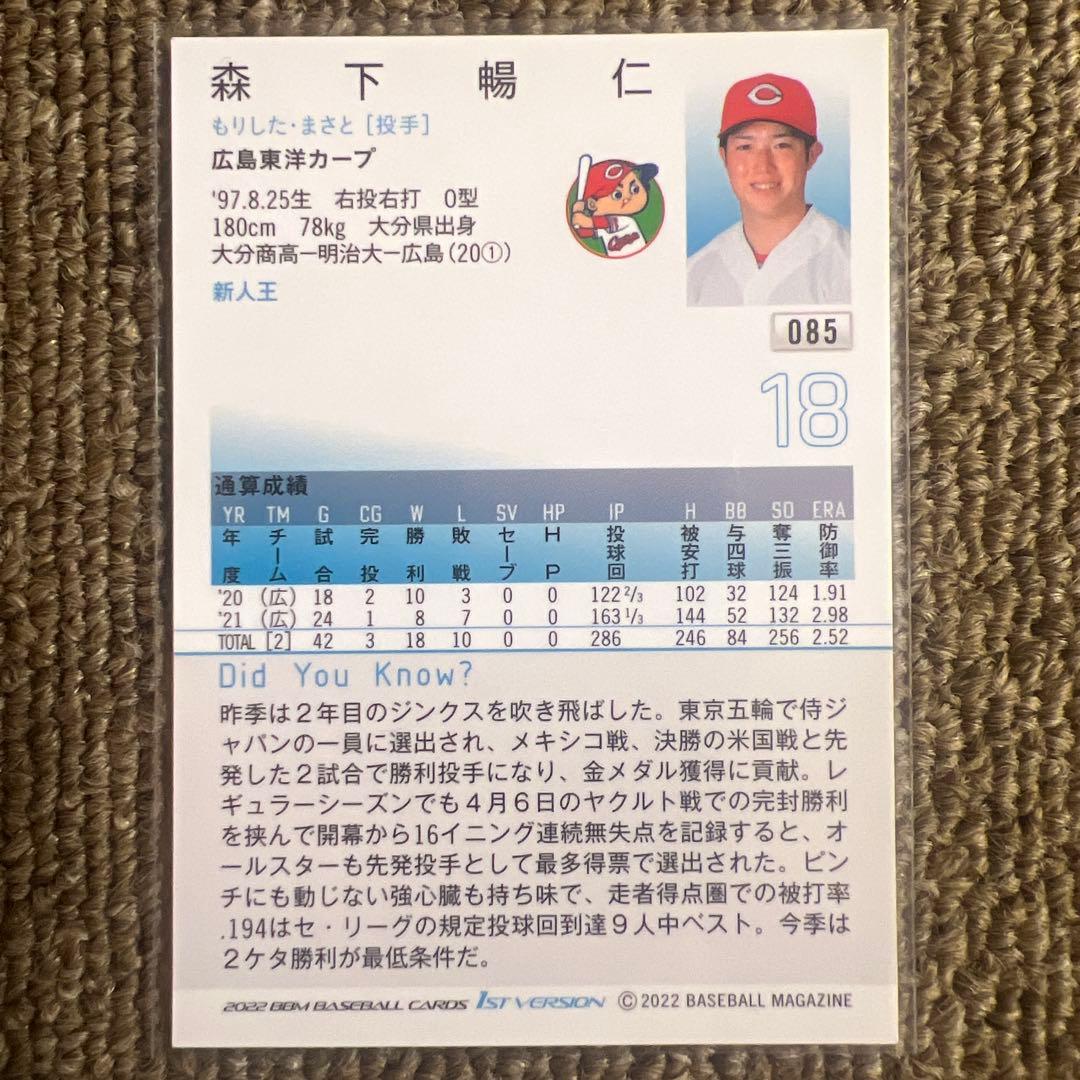 森下暢仁
もりした・まさと［投手］
広島東洋カープ
'97.8.25生 右投右打 O型
180cm 78kg 大分県出身
大分商高ー明治大ー広島(20①)
新人王
085
18
通算成績
YR TM G CG W L SV HP IP H BB SO ERA
年度 チーム 試合 完投 勝利 敗戦 セーブ HP 投球回 被安打 与四球 奪三振 防御率
'20 (広) 18 2 10 3 0 0 122 2/3 102 32 124 1.91
'21 (広) 24 1 8 7 0 0 163 1/3 144 52 132 2.98
TOTAL [2] 42 3 18 10 0 0 286 246 84 256 2.52
Did You Know?
昨季は２年目のジンクスを吹き飛ばした。東京五輪で侍ジ
ャパンの一員に選出され、メキシコ戦、決勝の米国戦と先
発した２試合で勝利投手になり、金メダル獲得に貢献。レ
ギュラーシーズンでも４月６日のヤクルト戦での完封勝利
を挟んで開幕から16イニング連続無失点を記録すると、オ
ールスターも先発投手として最多得票で選出された。ピン
チにも動じない強心臓も持ち味で、走者得点圏での被打率
.194はセ・リーグの規定投球回到達９人中ベスト。今季は
２ケタ勝利が最低条件だ。
2022 BBM BASEBALL CARDS 1ST VERSION ©2022 BASEBALL MAGAZINE